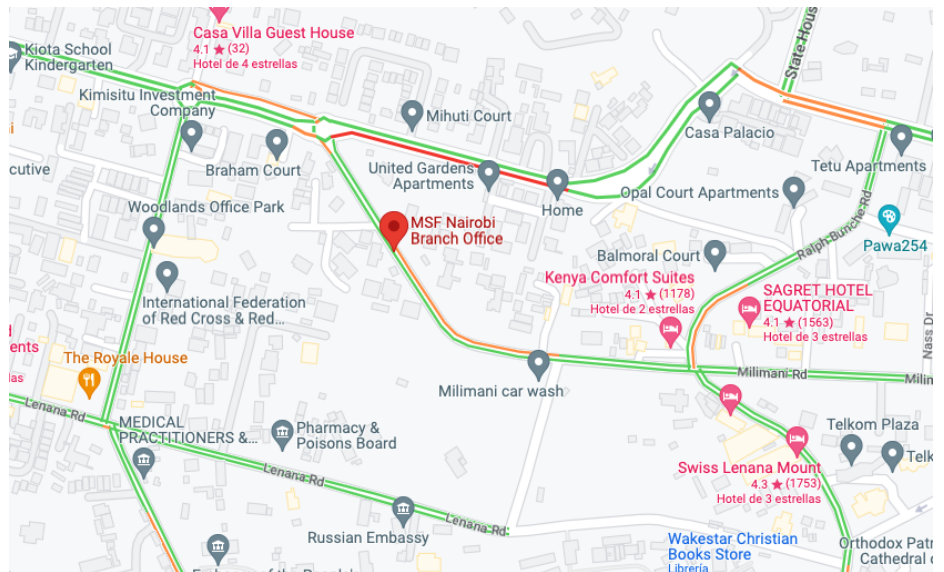 Casa Villa Guest House
4.1 ★ (32)
Hotel de 4 estrellas
State Hous
Kiota School
Kindergarten
Kimisitu Investment
Company
Mihuti Court
Casa Palacio
Tetu Apartments
ecutive
Braham Court
United Gardens
Apartments
Home
Opal Court Apartments
Woodlands Office Park
MSF Nairobi
Branch Office
Ralph Bunche Rd
Pawa254
Balmoral Court
Kenya Comfort Suites
4.1 ★ (1178)
Hotel de 2 estrellas
SAGRET HOTEL
EQUATORIAL
4.1 ★ (1563)
Hotel de 3 estrellas
Nass Dr
International Federation
of Red Cross & Red...
ents
The Royale House
Milimani car wash
Milimani Rd
Milim
Lenana Rd
MEDICAL
PRACTITIONERS &...
Pharmacy &
Poisons Board
Telkom Plaza
Telk
Lenana Rd
Swiss Lenana Mount
4.3 ★ (1753)
Hotel de 3 estrellas
Lenana Rd
Russian Embassy
Wakestar Christian
Books Store
Librería
Orthodox Patr
Cathedral o